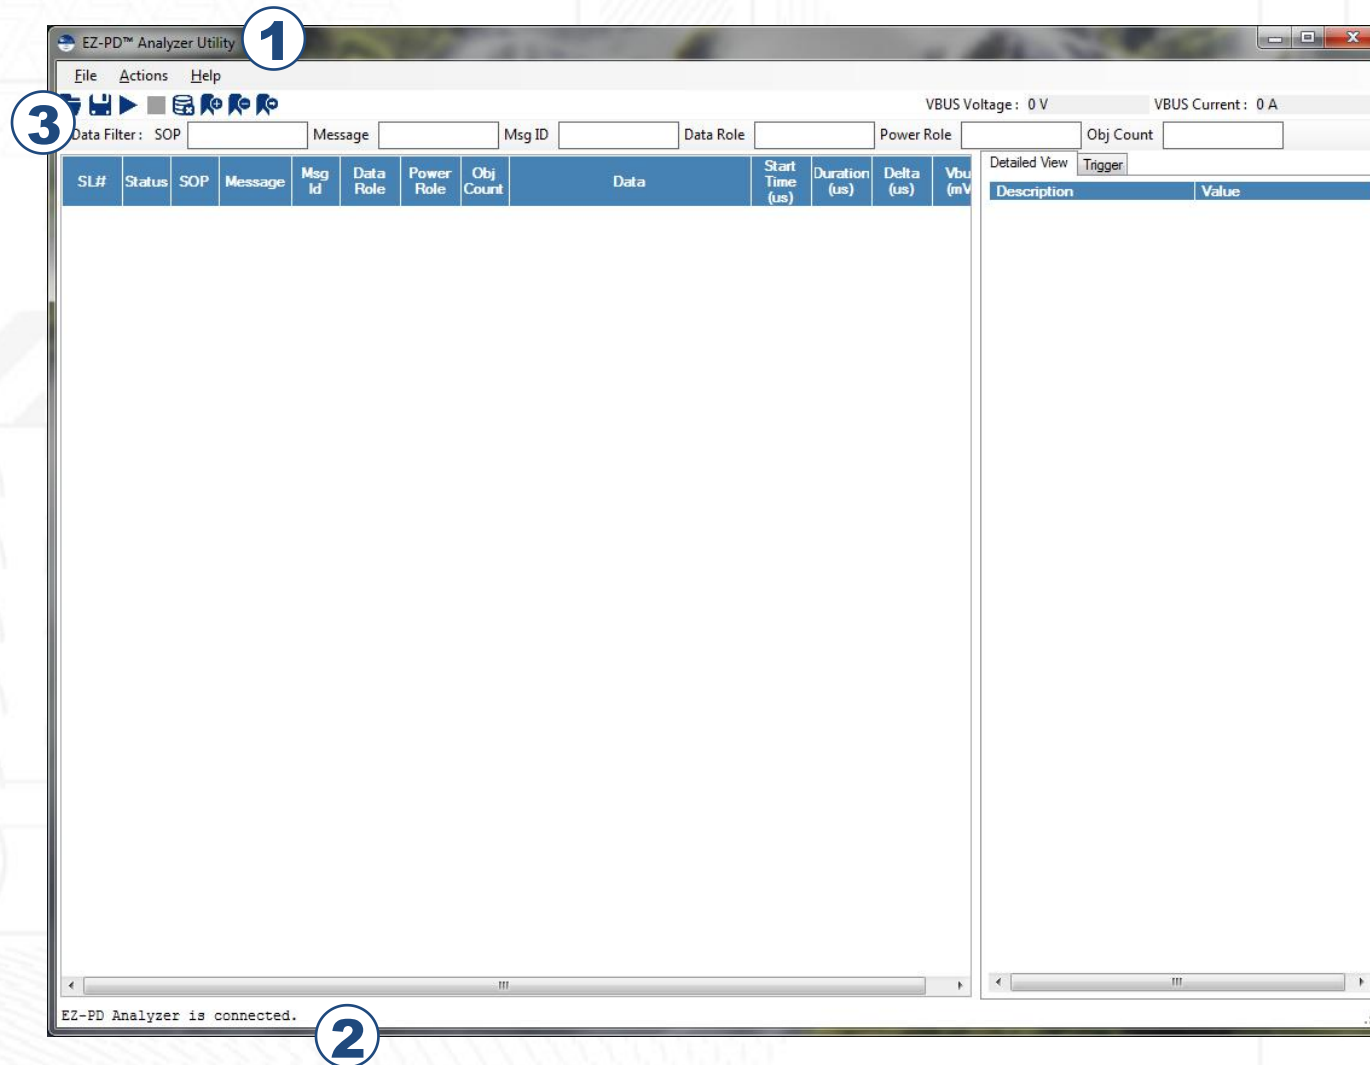 EZ-PD™ Analyzer Utility
1
File Actions Help
3
VBUS Voltage: 0 V VBUS Current: 0 A
Data Filter: SOP Message Msg ID Data Role Power Role Obj Count
SL# Status SOP Message Msg Id Data Role Power Role Obj Count Data Start Time (us) Duration (us) Delta (us) Vbu (mV
Detailed View Trigger
Description Value
EZ-PD Analyzer is connected.
2